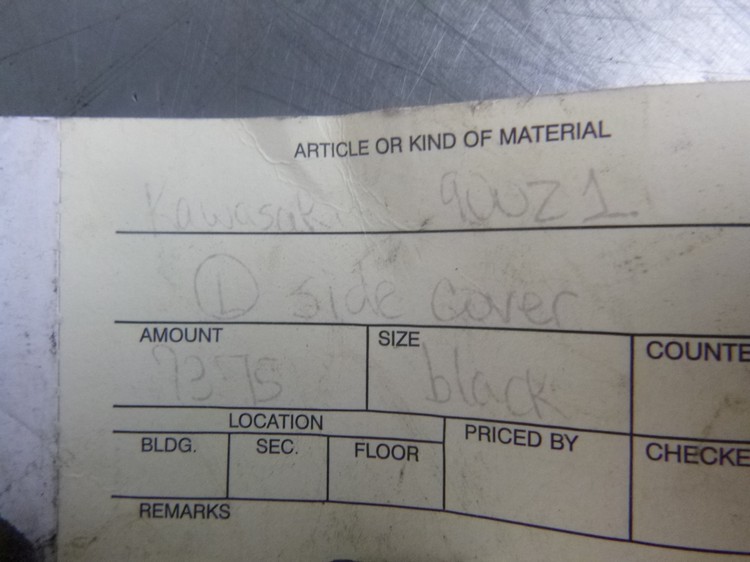 ARTICLE OR KIND OF MATERIAL
Kawasaki 900Z1
L side cover
AMOUNT SIZE COUNTE
7375 black
LOCATION PRICED BY CHECKE
BLDG. SEC. FLOOR
REMARKS